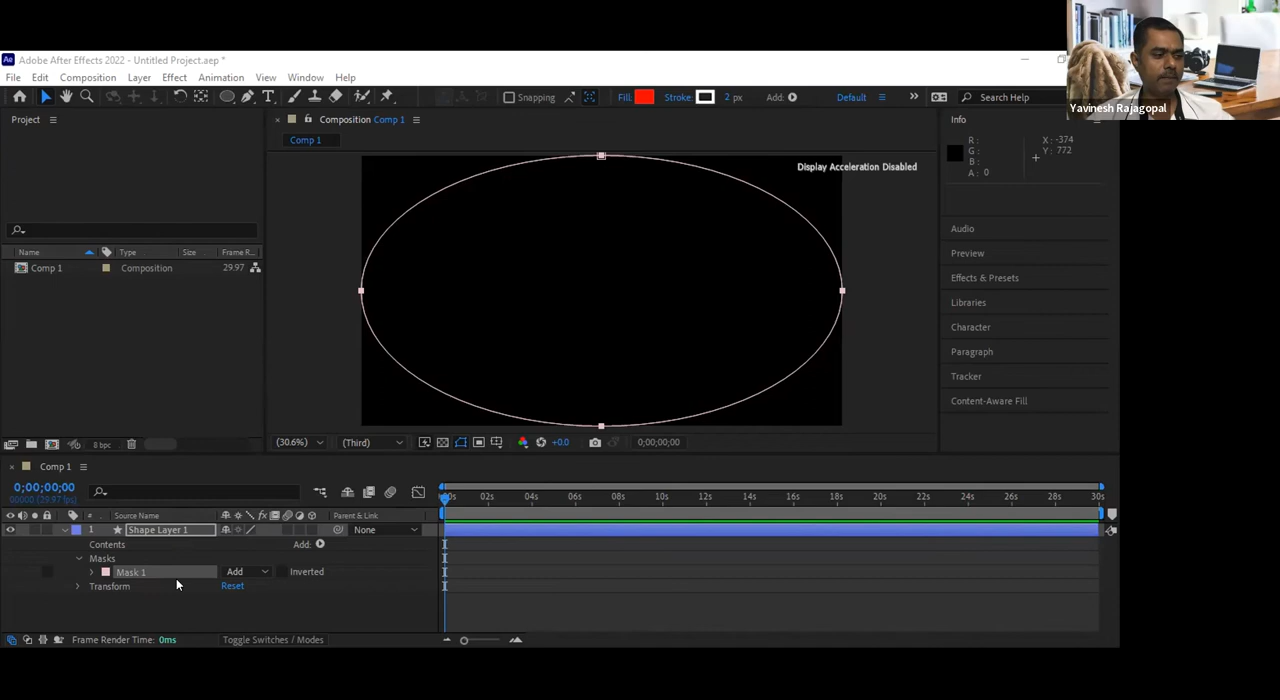 Yavinesh Rajagopal
Ae Adobe After Effects 2022 - Untitled Project.aep *
File Edit Composition Layer Effect Animation View Window Help
Snapping Fill: Stroke: 2 px Add: Default Search Help
Project Composition Comp 1 Info
Comp 1
R:
G:
B:
A: 0
X: -374
Y: 772
Display Acceleration Disabled
Name Type Size Frame R...
Comp 1 Composition 29.97
Audio
Preview
Effects & Presets
Libraries
Character
Paragraph
Tracker
Content-Aware Fill
8 bpc (30.6%) (Third) +0.0 0;00;00;00
Comp 1
0;00;00;00
00000 (29.97 fps)
:00s 02s 04s 06s 08s 10s 12s 14s 16s 18s 20s 22s 24s 26s 28s 30s
# Source Name fx Parent & Link
1 Shape Layer 1 None
Contents Add:
Masks
Mask 1 Add Inverted
Transform Reset
Frame Render Time: 0ms Toggle Switches / Modes